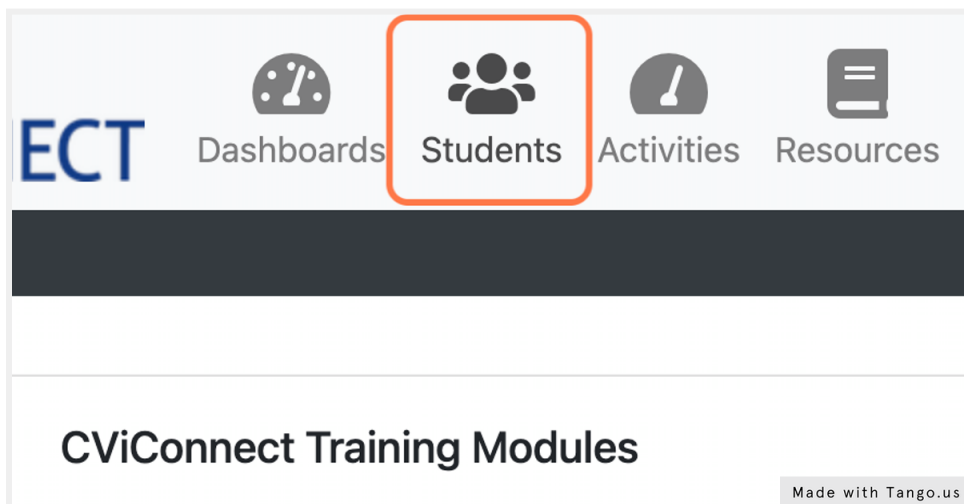 ECT
Dashboards Students Activities Resources
CViConnect Training Modules
Made with Tango.us